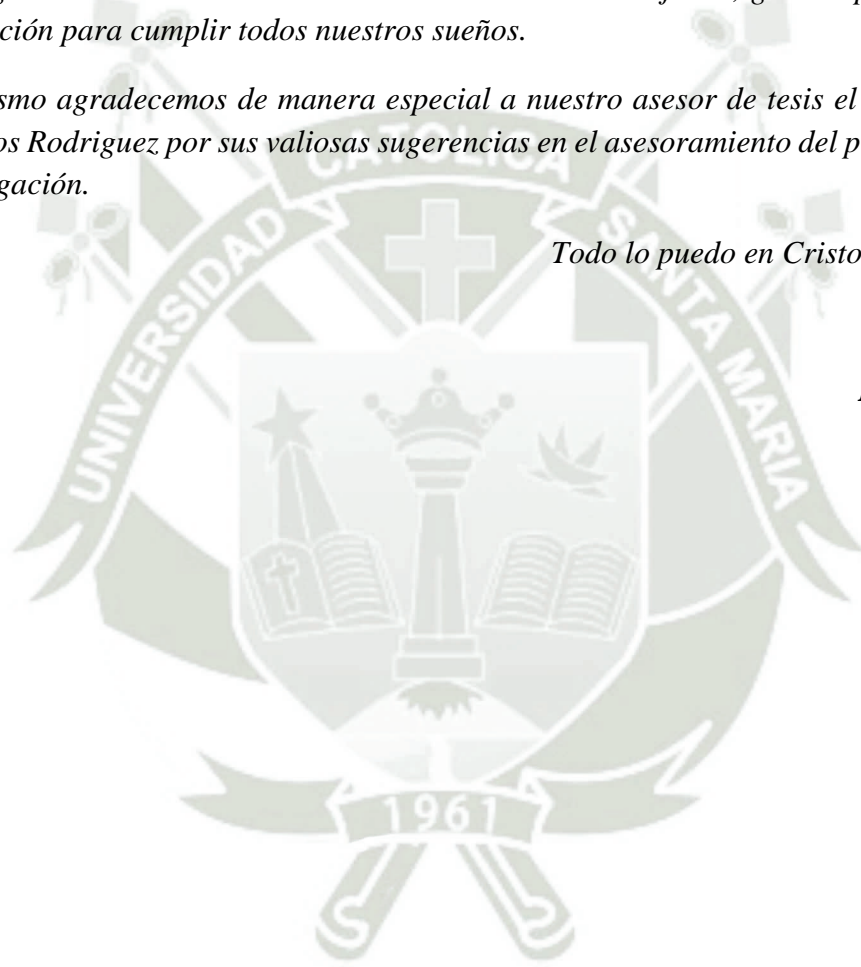 ción para cumplir todos nuestros sueños.
smo agradecemos de manera especial a nuestro asesor de tesis el
os Rodriguez por sus valiosas sugerencias en el asesoramiento del p
gación.
Todo lo puedo en Cristo
UNIVERSIDAD CATOLICA SANTA MARIA
1961